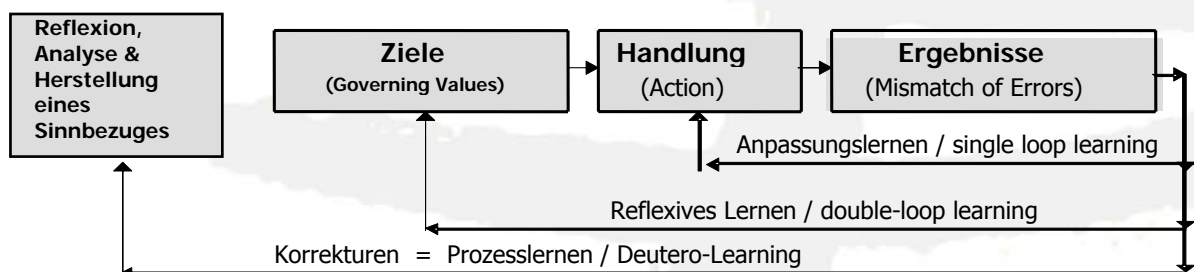 Reflexion,
Analyse &
Herstellung
eines
Sinnbezuges
Ziele
(Governing Values)
Handlung
(Action)
Ergebnisse
(Mismatch of Errors)
Anpassungslernen / single loop learning
Reflexives Lernen / double-loop learning
Korrekturen = Prozesslernen / Deutero-Learning